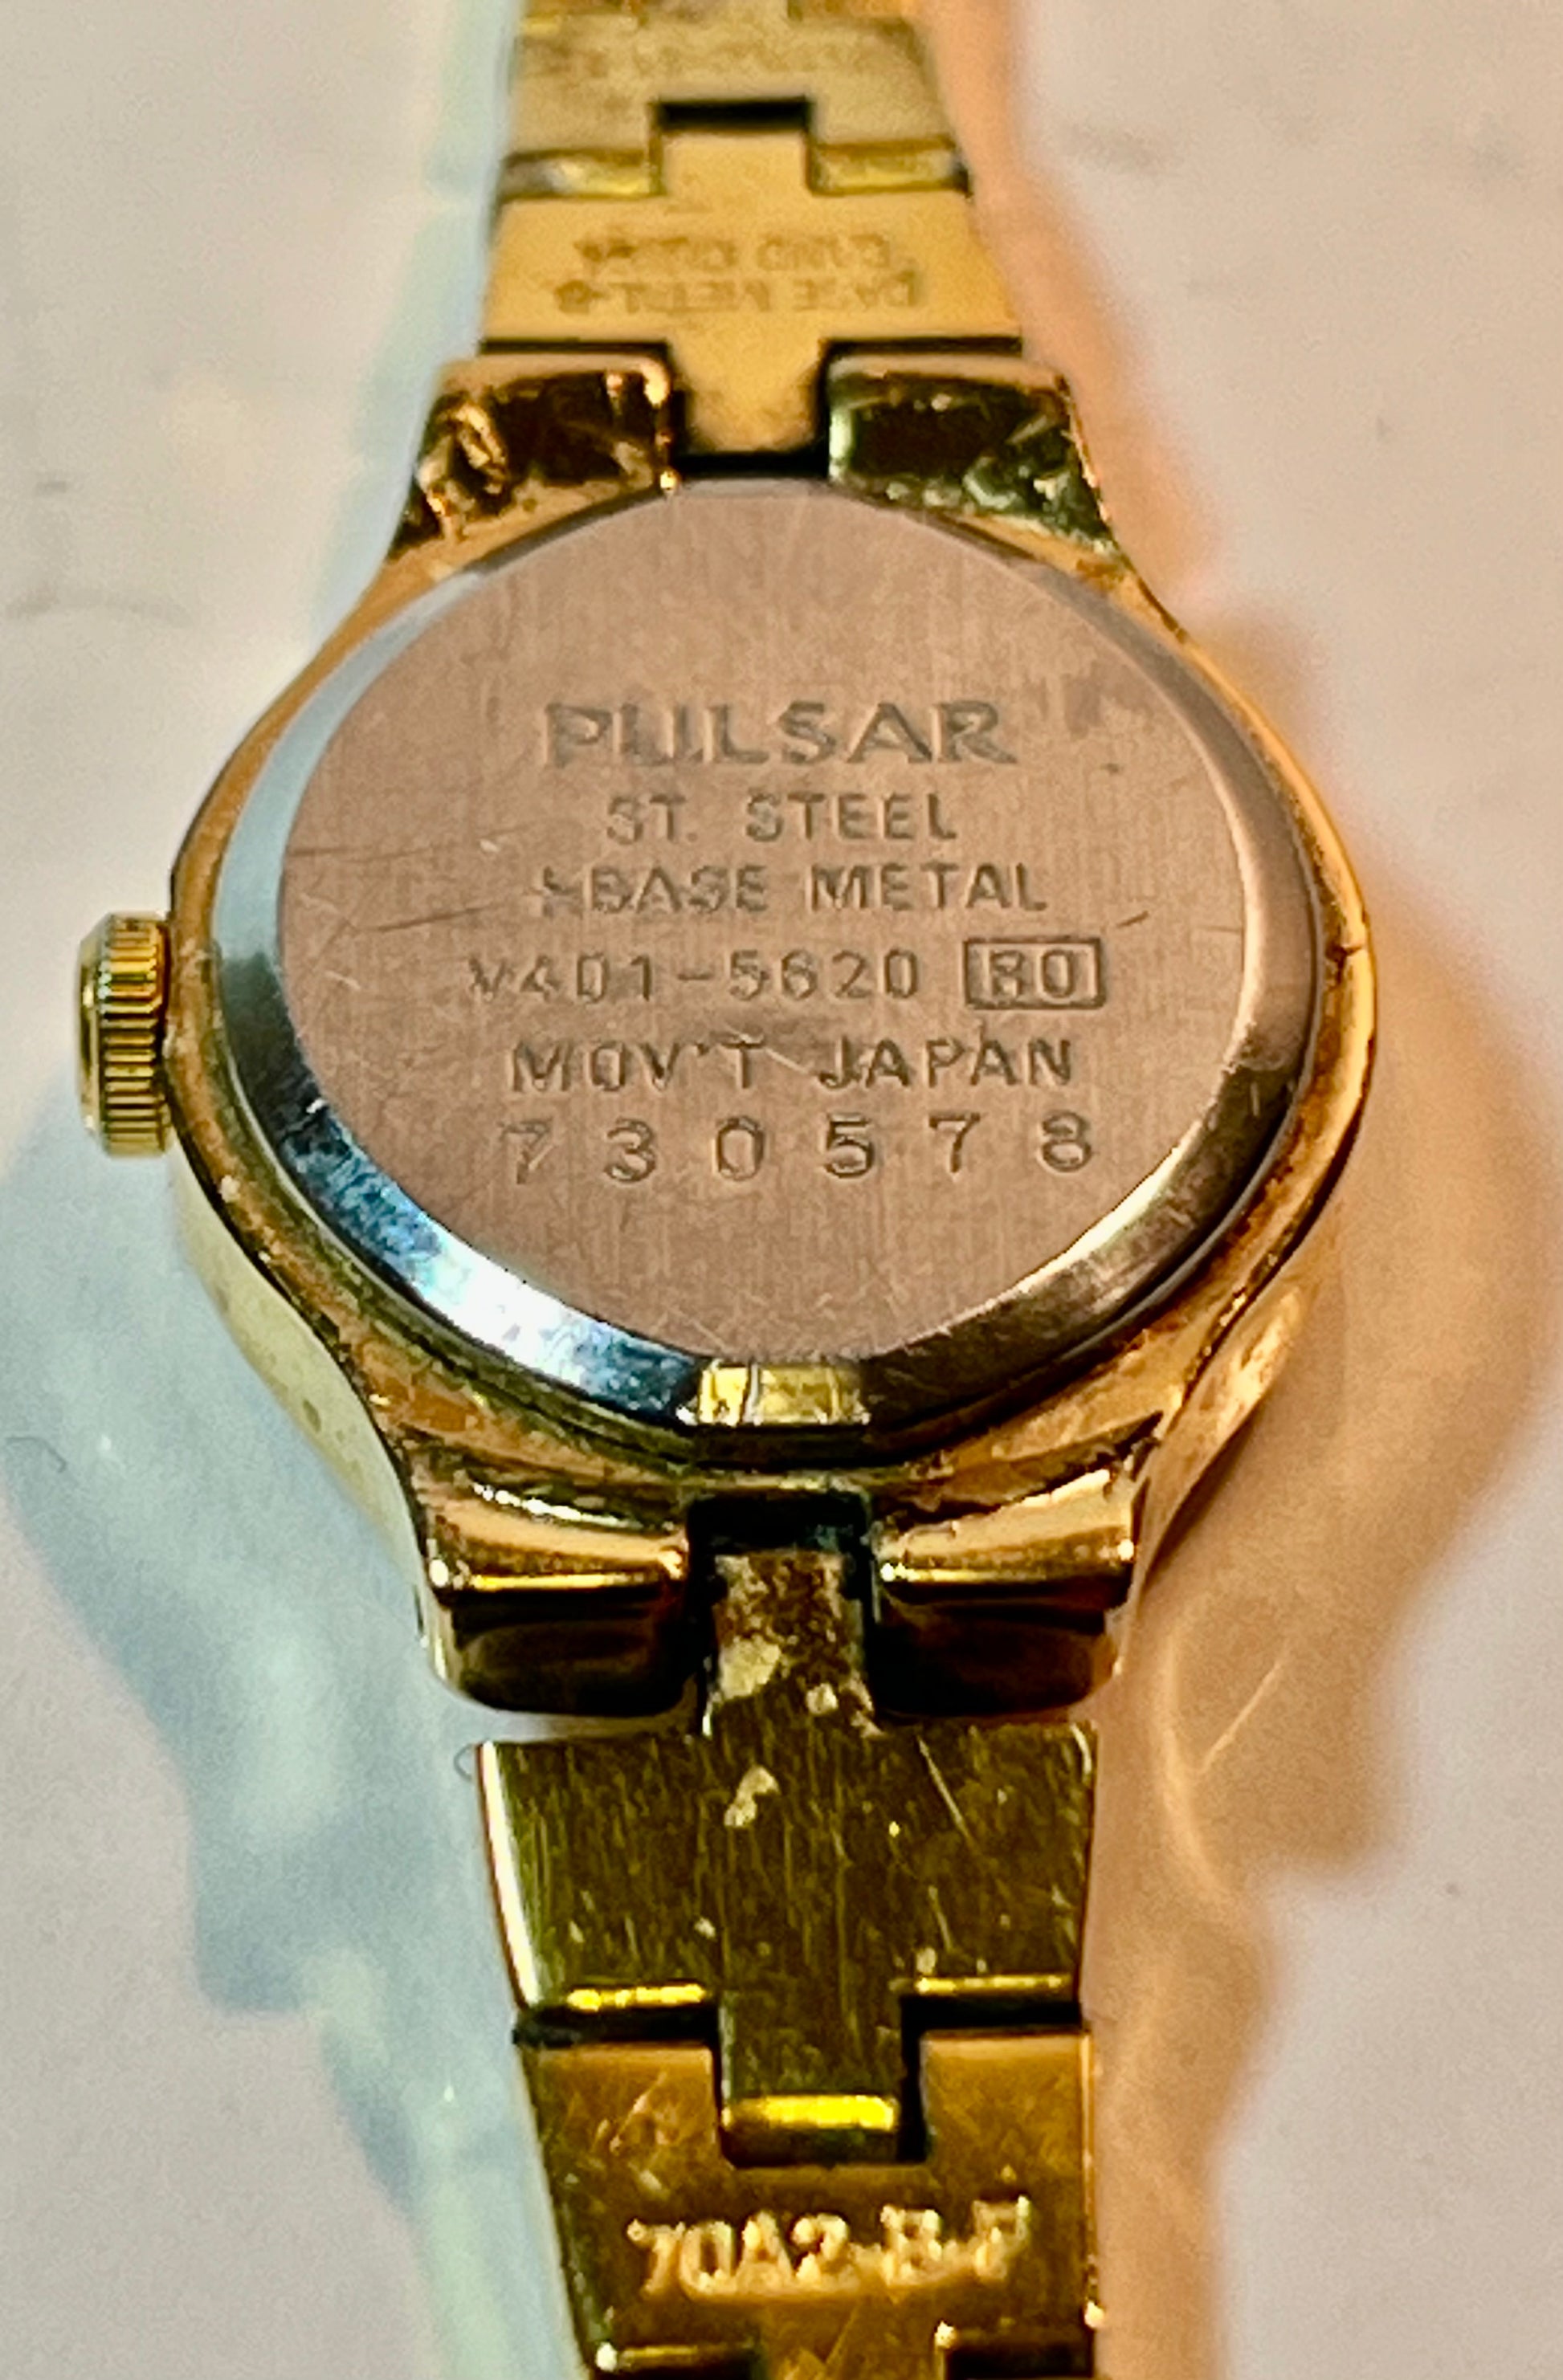 PULSAR
ST. STEEL
+BASE METAL
V401-5620 R0
MOV'T JAPAN
730578
70A2-B-F